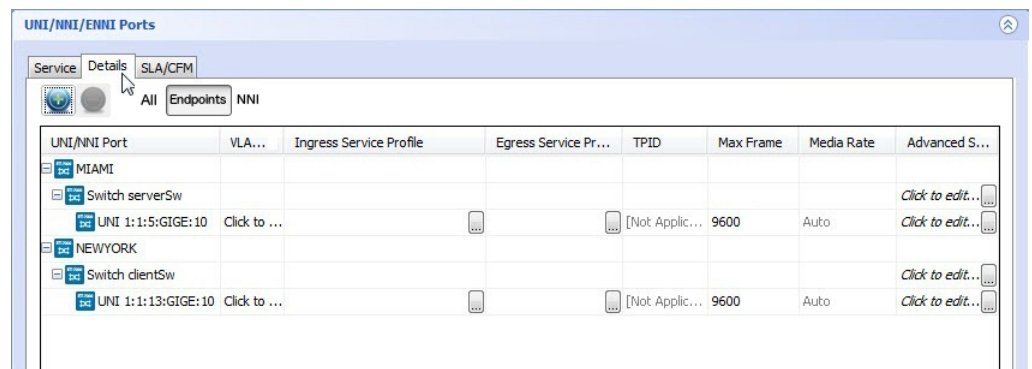 UNI/NNI/ENNI Ports
Service Details SLA/CFM
All Endpoints NNI
UNI/NNI Port VLA... Ingress Service Profile Egress Service Pr... TPID Max Frame Media Rate Advanced S...
MIAMI
Switch serverSw Click to edit... ...
UNI 1:1:5:GIGE:10 Click to ... ... ... [Not Applic... 9600 Auto Click to edit... ...
NEWYORK
Switch clientSw Click to edit... ...
UNI 1:1:13:GIGE:10 Click to ... ... ... [Not Applic... 9600 Auto Click to edit... ...